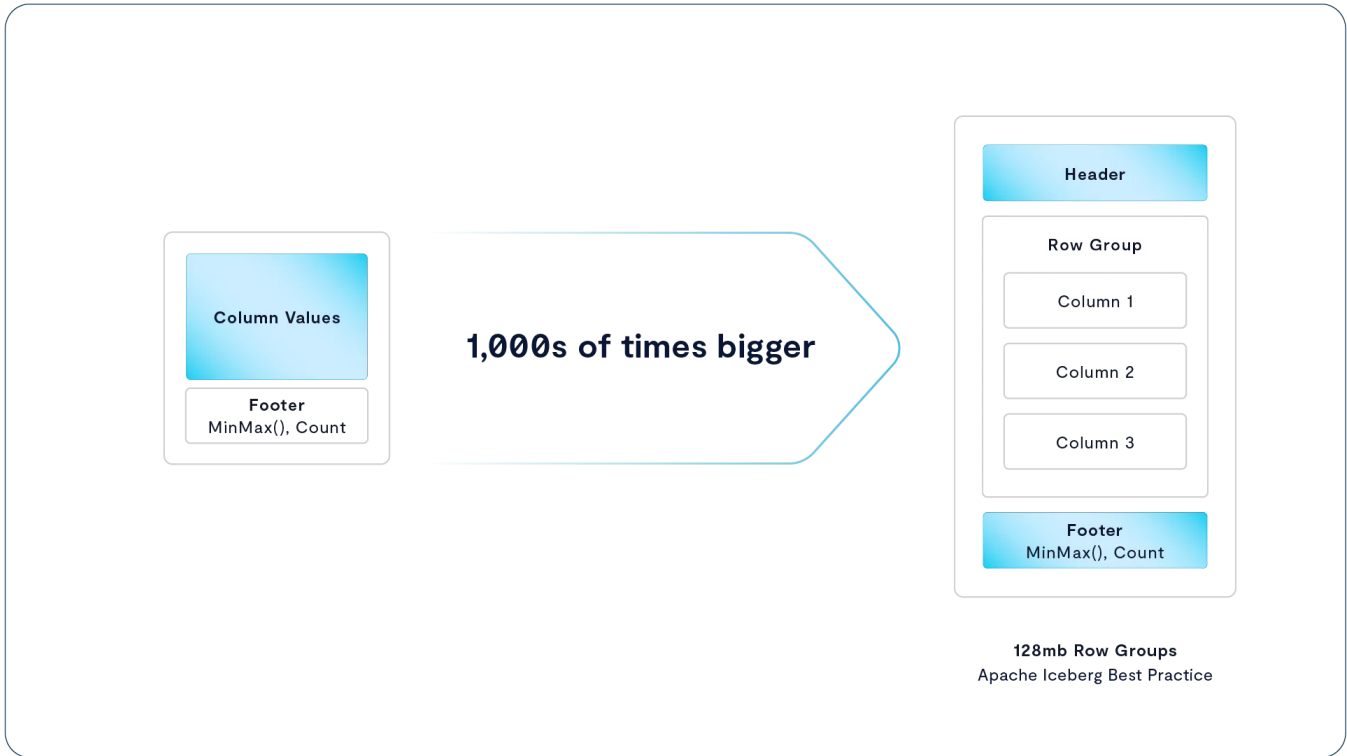 Column Values
Footer
MinMax(), Count
1,000s of times bigger
Header
Row Group
Column 1
Column 2
Column 3
Footer
MinMax(), Count
128mb Row Groups
Apache Iceberg Best Practice